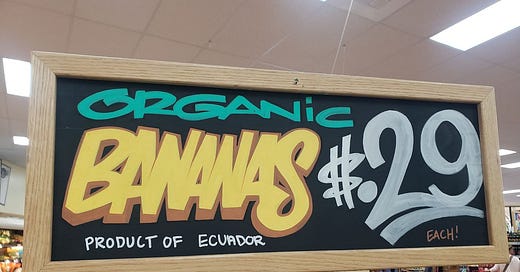 ORGANiC
BANANAS
$.29
PRODUCT OF ECUADOR
EACH!